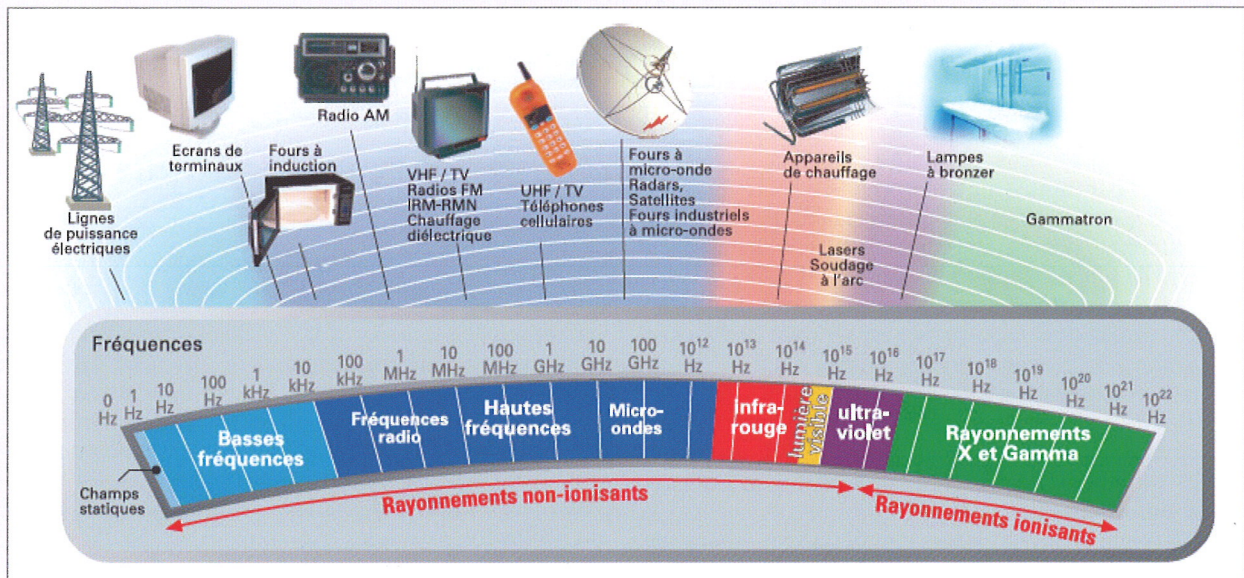 Lignes
de puissance
électriques
Ecrans de
terminaux
Fours à
induction
Radio AM
VHF / TV
Radios FM
IRM-RMN
Chauffage
diélectrique
UHF / TV
Téléphones
cellulaires
Fours à
micro-onde
Radars,
Satellites
Fours industriels
à micro-ondes
Appareils
de chauffage
Lasers
Soudage
à l'arc
Lampes
à bronzer
Gammatron
Fréquences
0
Hz
1
Hz
10
Hz
100
Hz
1
kHz
10
kHz
100
kHz
1
MHz
10
MHz
100
MHz
1
GHz
10
GHz
100
GHz
10¹²
Hz
10¹³
Hz
10¹⁴
Hz
10¹⁵
Hz
10¹⁶
Hz
10¹⁷
Hz
10¹⁸
Hz
10¹⁹
Hz
10²⁰
Hz
10²¹
Hz
10²²
Hz
Basses
fréquences
Fréquences
radio
Hautes
fréquences
Micro-
ondes
infra-
rouge
lumière
visible
ultra-
violet
Rayonnements
X et Gamma
Champs
statiques
Rayonnements non-ionisants
Rayonnements ionisants